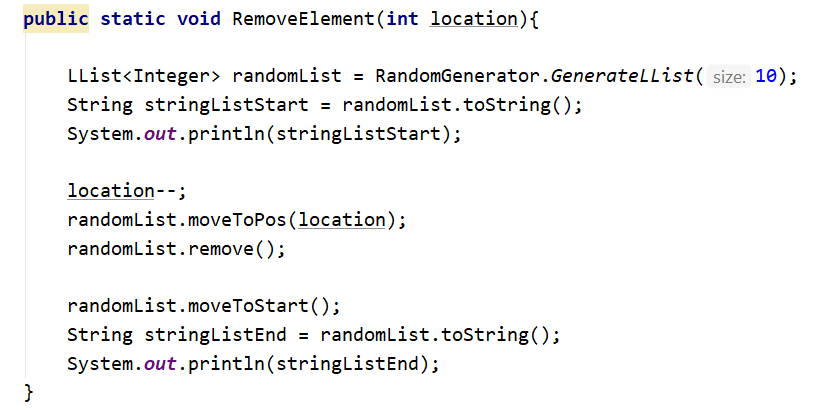 public static void RemoveElement(int location){
LList<Integer> randomList = RandomGenerator.GenerateLList( size: 10);
String stringListStart = randomList.toString();
System.out.println(stringListStart);
location--;
randomList.moveToPos(location);
randomList.remove();
randomList.moveToStart();
String stringListEnd = randomList.toString();
System.out.println(stringListEnd);
}